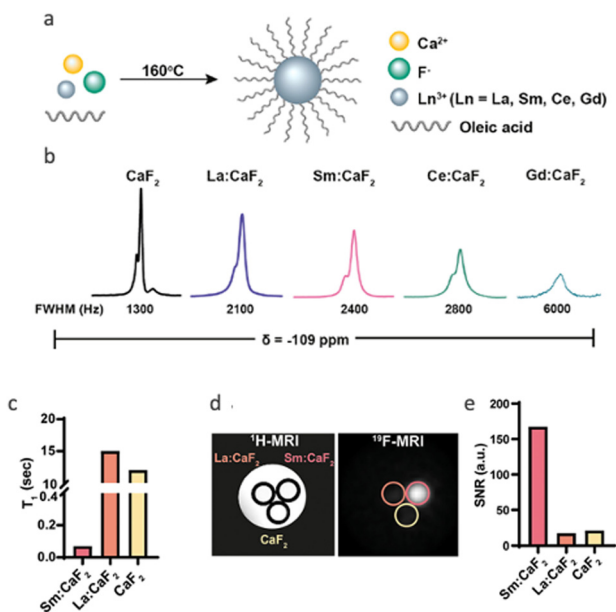 a
160°C
Ca²⁺
F⁻
Ln³⁺ (Ln = La, Sm, Ce, Gd)
Oleic acid
b
CaF₂ La:CaF₂ Sm:CaF₂ Ce:CaF₂ Gd:CaF₂
FWHM (Hz) 1300 2100 2400 2800 6000
δ = -109 ppm
c
T₁ (sec)
20
15
10
0.4
0.2
0.0
Sm:CaF₂ La:CaF₂ CaF₂
d
¹H-MRI ¹⁹F-MRI
La:CaF₂ Sm:CaF₂
CaF₂
e
SNR (a.u.)
200
150
100
50
0
Sm:CaF₂ La:CaF₂ CaF₂